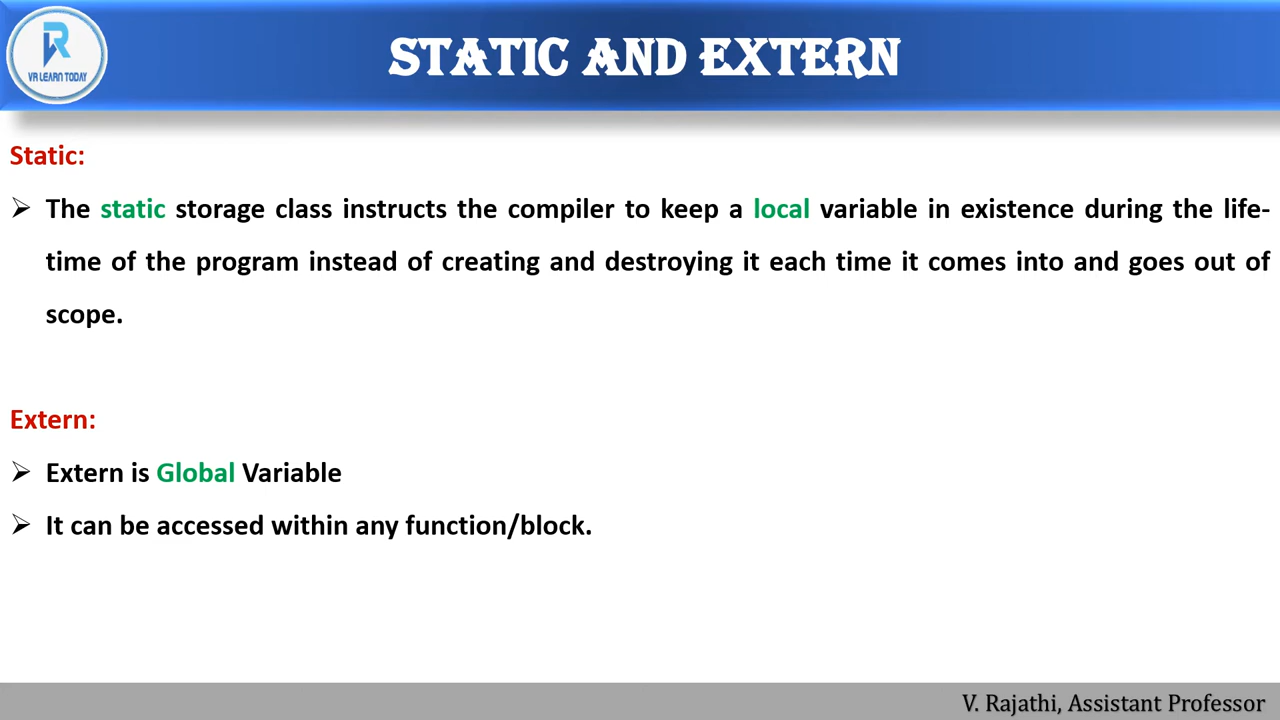 VR LEARN TODAY
STATIC AND EXTERN
Static:
➢ The static storage class instructs the compiler to keep a local variable in existence during the life-
time of the program instead of creating and destroying it each time it comes into and goes out of
scope.
Extern:
➢ Extern is Global Variable
➢ It can be accessed within any function/block.
V. Rajathi, Assistant Professor